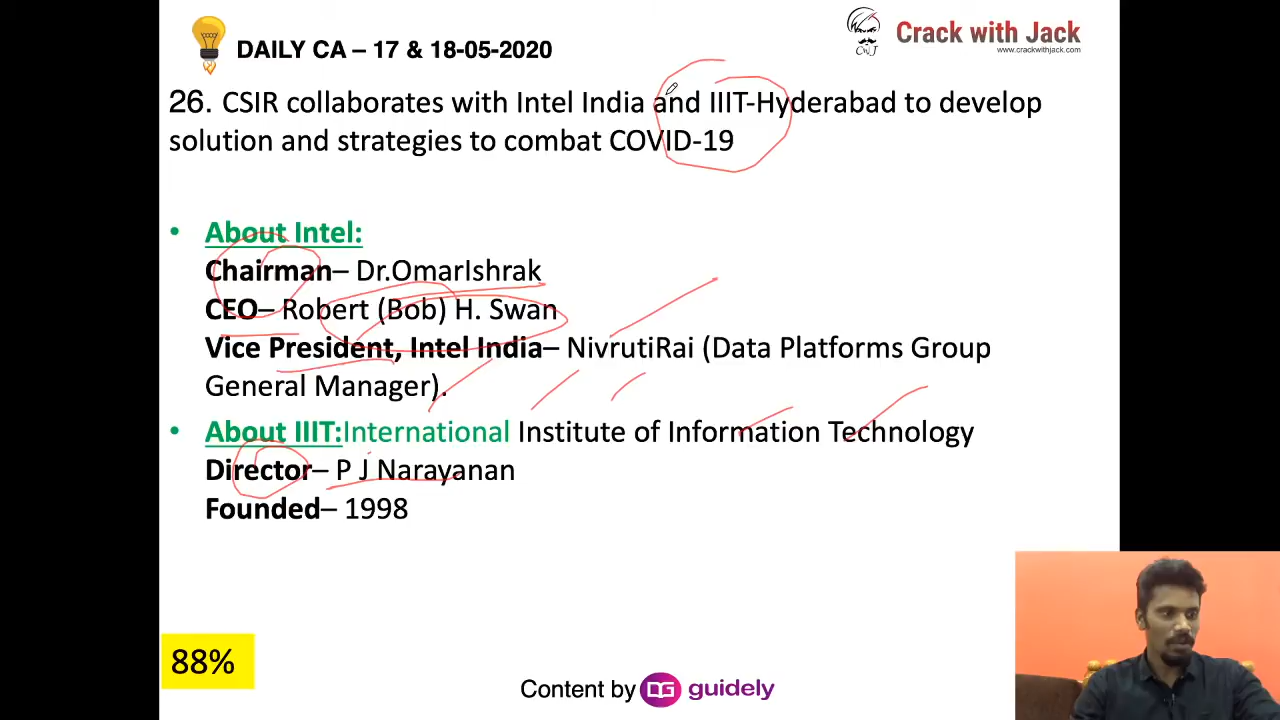 DAILY CA – 17 & 18-05-2020
Crack with Jack
www.crackwithjack.com
CWJ
26. CSIR collaborates with Intel India and IIIT-Hyderabad to develop
solution and strategies to combat COVID-19
• About Intel:
Chairman– Dr.OmarIshrak
CEO– Robert (Bob) H. Swan
Vice President, Intel India– NivrutiRai (Data Platforms Group
General Manager).
• About IIIT:International Institute of Information Technology
Director– P J Narayanan
Founded– 1998
88%
Content by guidely